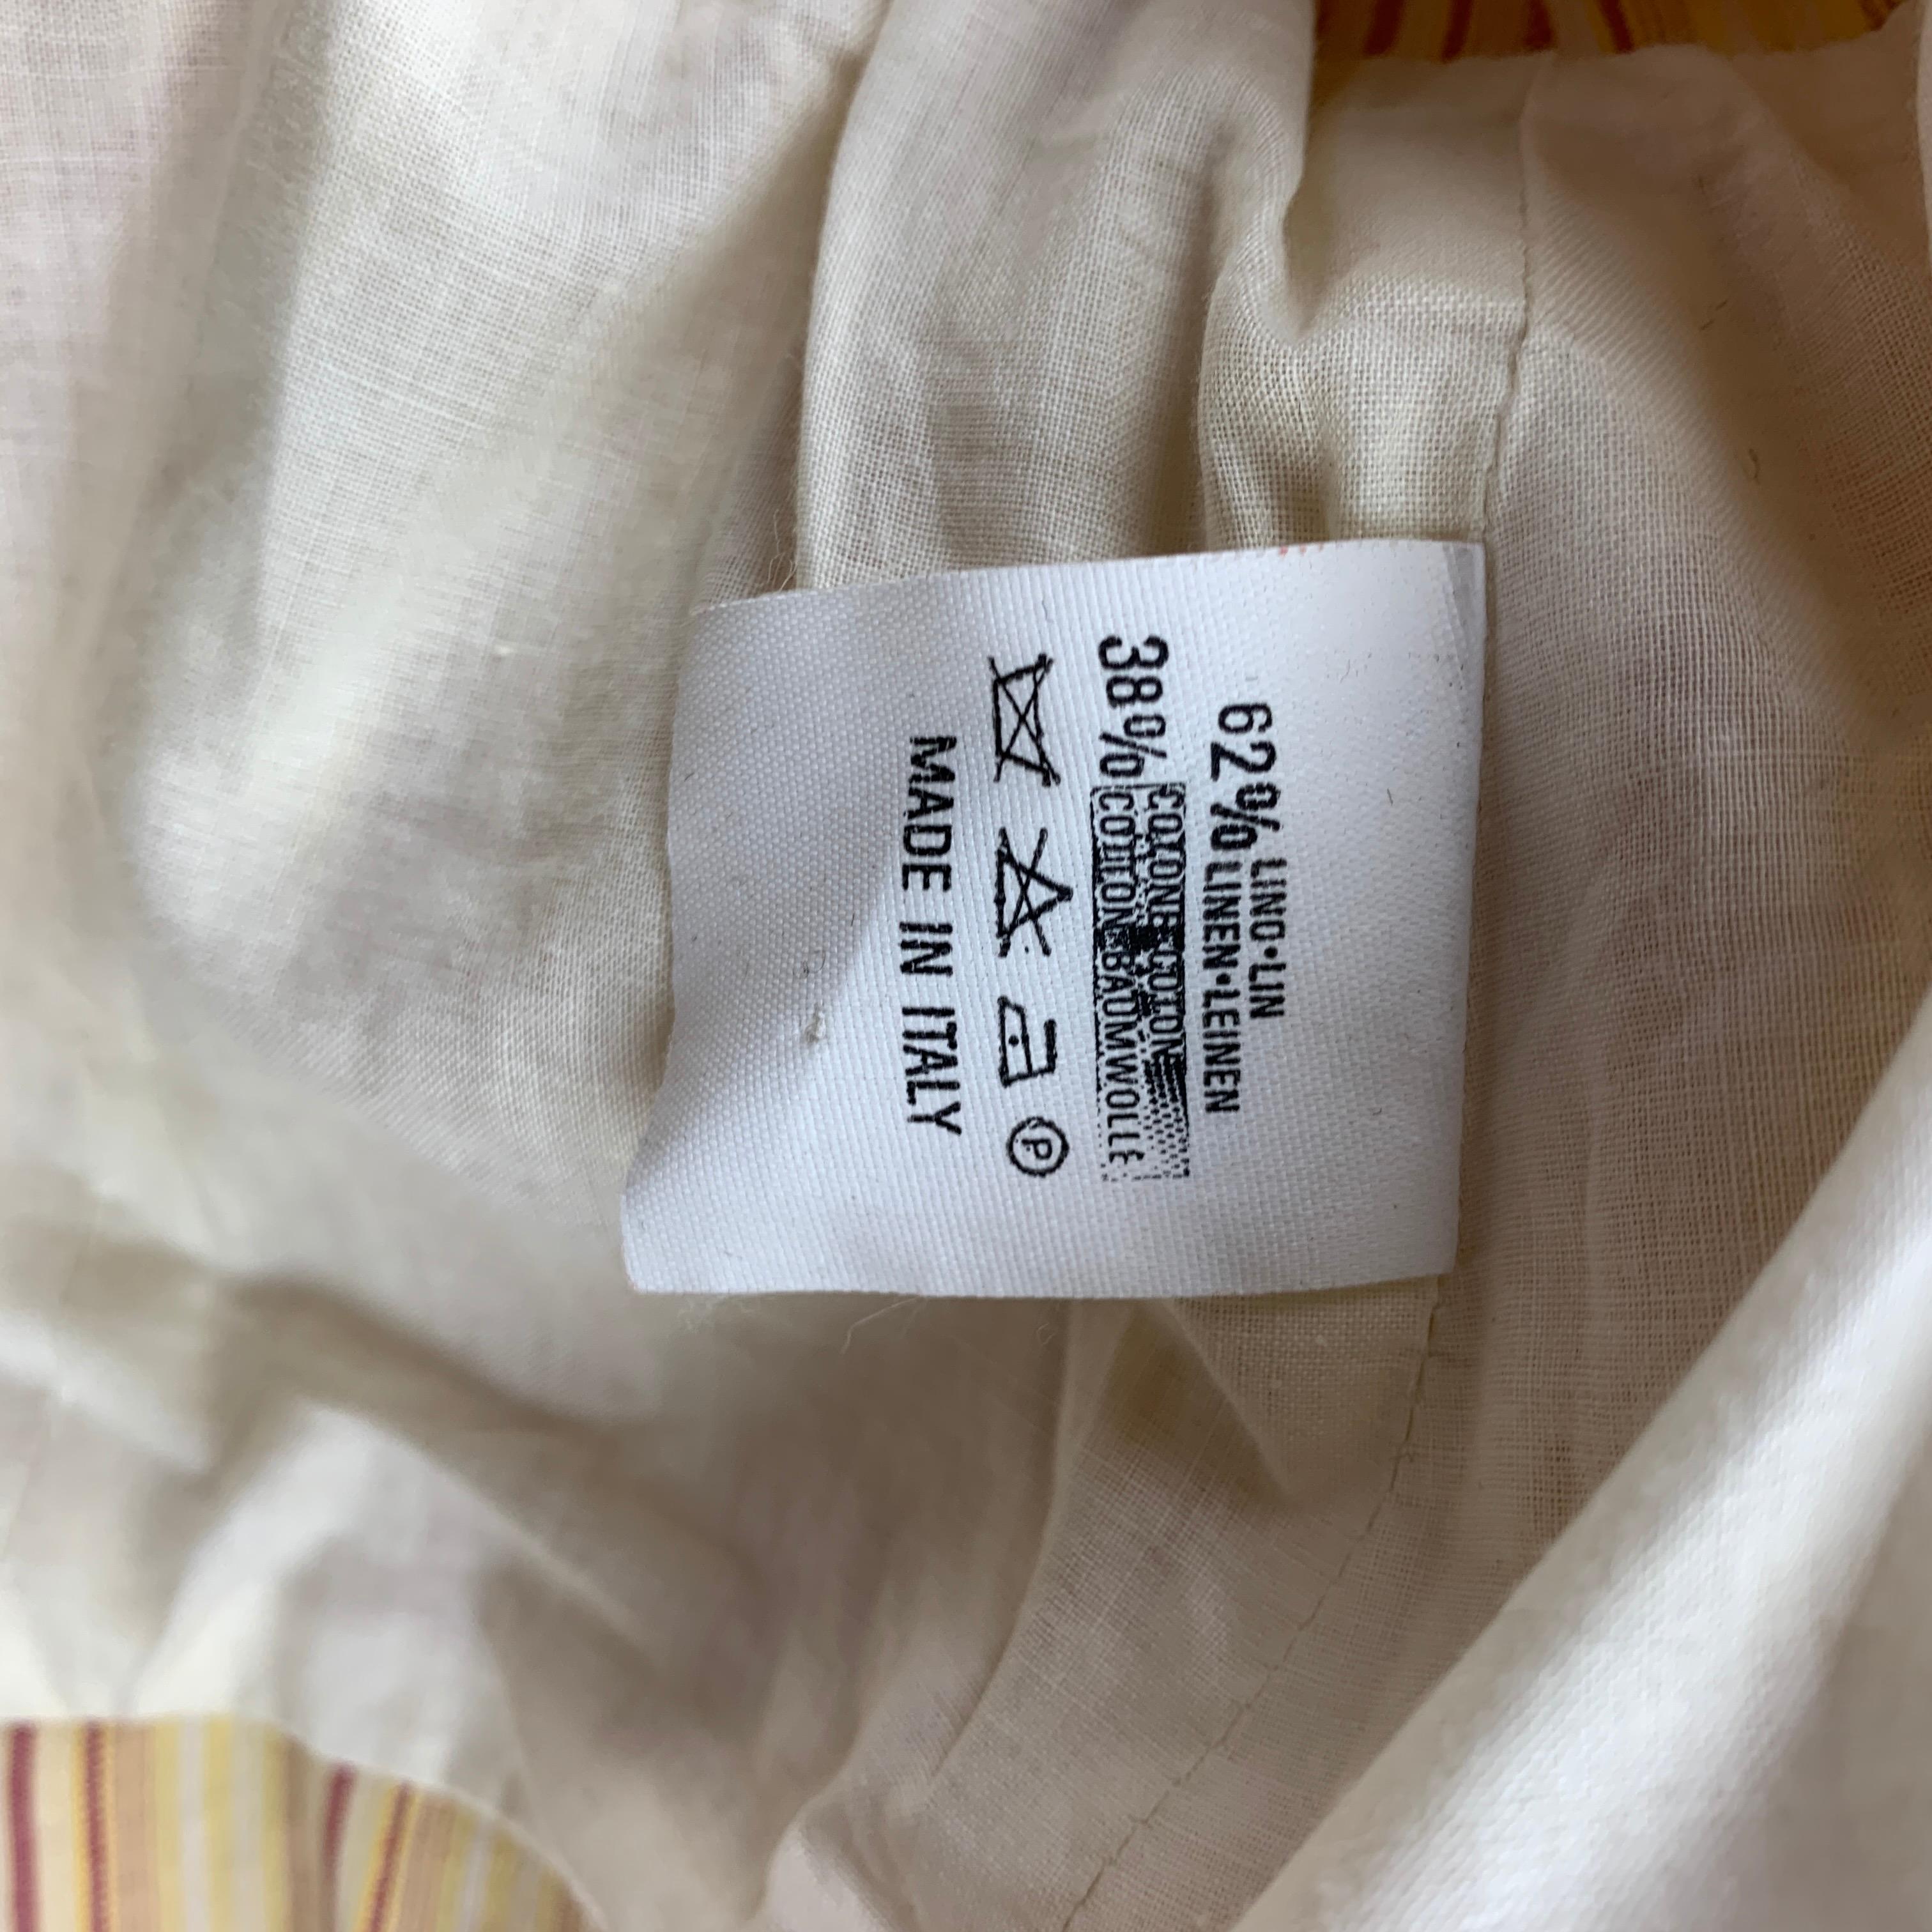 62% LINO•LIN
LINEN•LEINEN
38% COTONE COTON
COTTON BAUMWOLLE
P
MADE IN ITALY